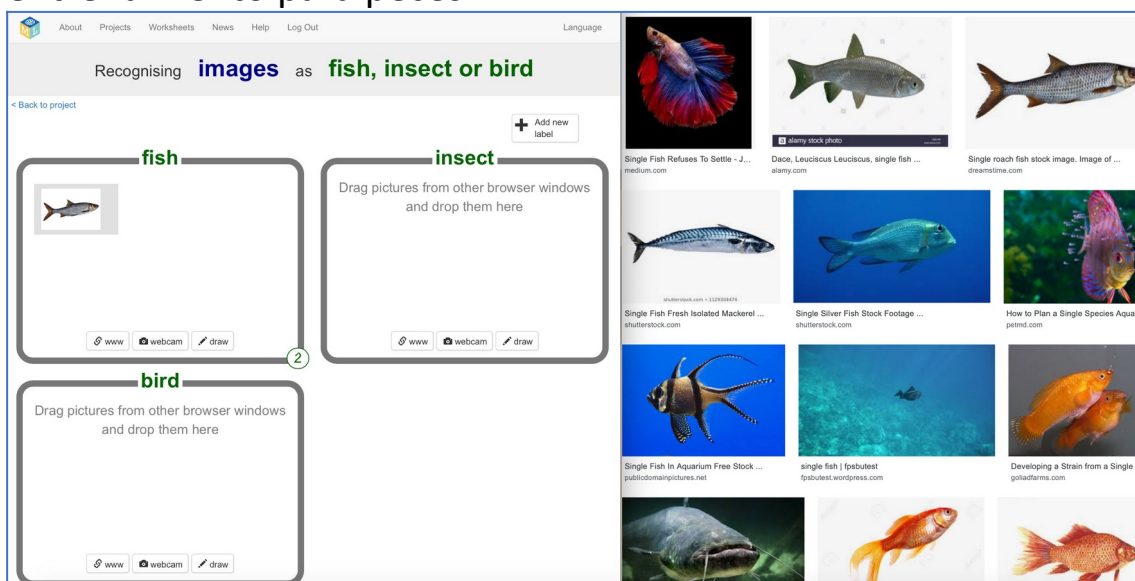 About Projects Worksheets News Help Log Out Language
Recognising images as fish, insect or bird
< Back to project
Add new
label
fish
www webcam draw
2
insect
Drag pictures from other browser windows
and drop them here
www webcam draw
bird
Drag pictures from other browser windows
and drop them here
www webcam draw
a alamy stock photo
Single Fish Refuses To Settle - J...
medium.com
Dace, Leuciscus Leuciscus, single fish ...
alamy.com
Single roach fish stock image. Image of ...
dreamstime.com
Single Fish Fresh Isolated Mackerel ...
shutterstock.com
Single Silver Fish Stock Footage ...
shutterstock.com
How to Plan a Single Species Aqua
petmd.com
Single Fish In Aquarium Free Stock ...
publicdomainpictures.net
single fish | fpsbutest
fpsbutest.wordpress.com
Developing a Strain from a Single
goliadfarms.com